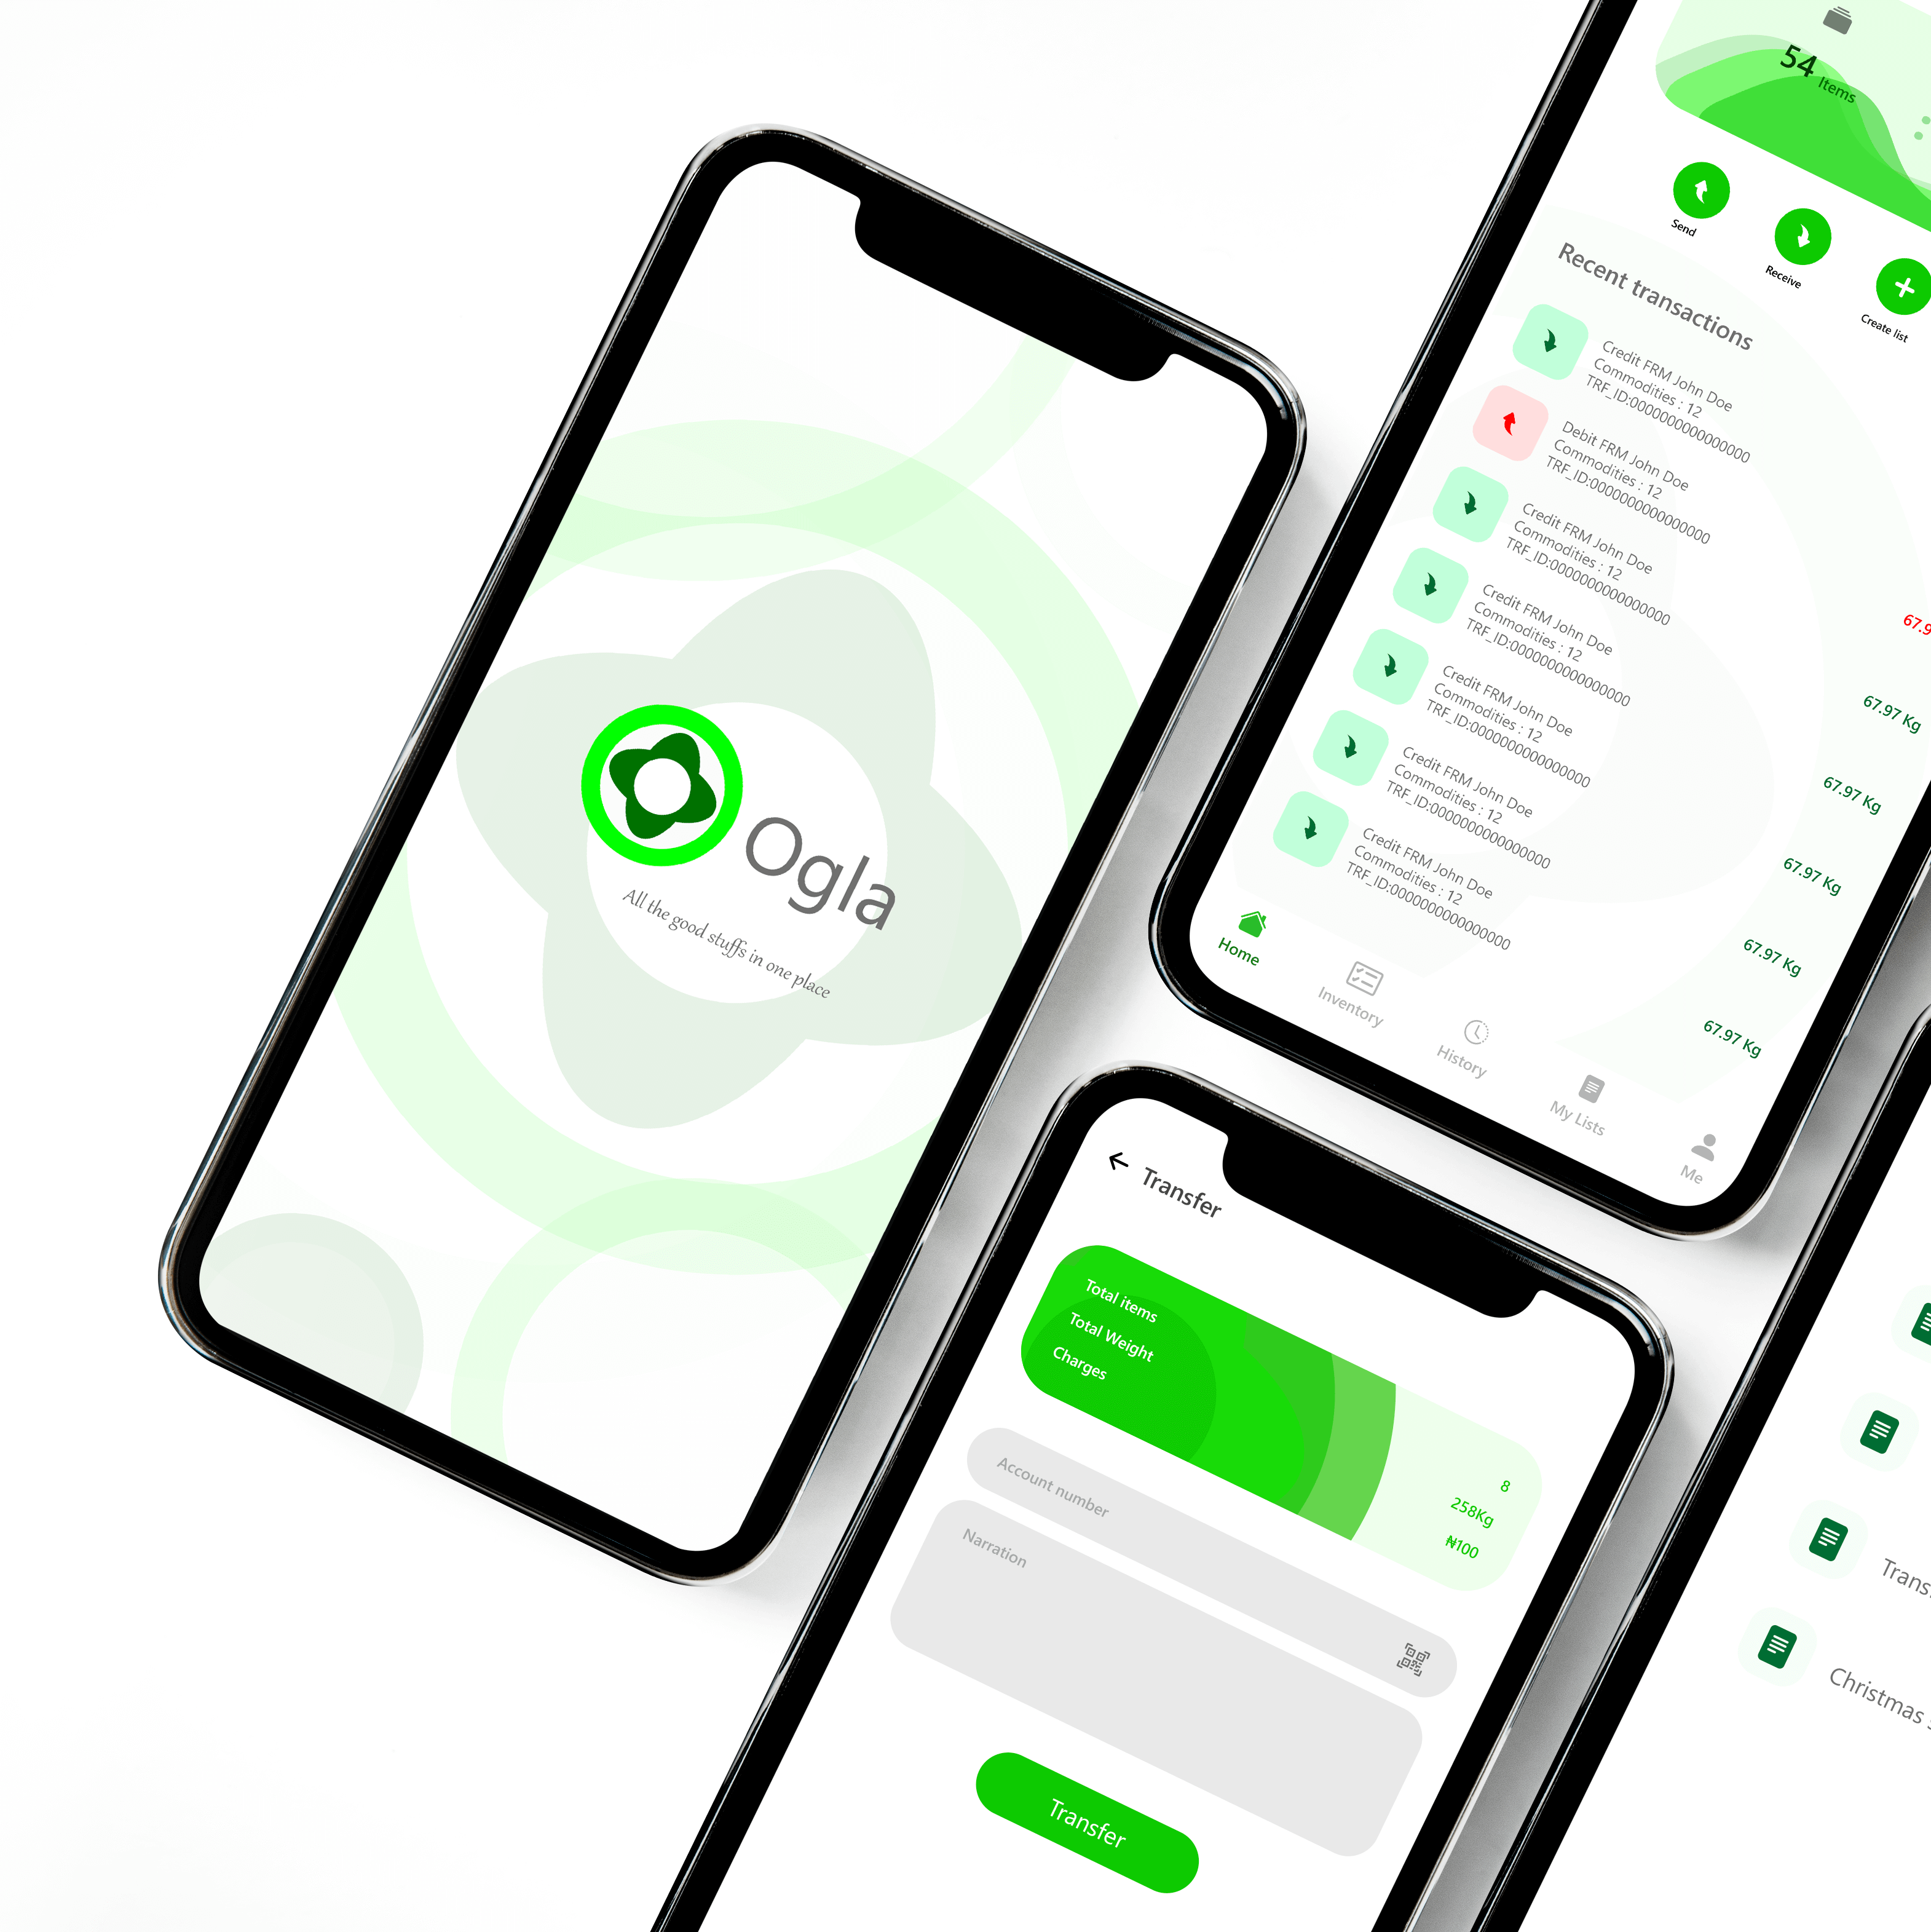 Ogla
All the good stuffs in one place
54 Items
Send
Receive
Create list
Recent transactions
Credit FRM John Doe
Commodities : 12
TRF_ID:0000000000000000
Debit FRM John Doe
Commodities : 12
TRF_ID:0000000000000000
67.9
Credit FRM John Doe
Commodities : 12
TRF_ID:0000000000000000
67.97 Kg
Credit FRM John Doe
Commodities : 12
TRF_ID:0000000000000000
67.97 Kg
Credit FRM John Doe
Commodities : 12
TRF_ID:0000000000000000
67.97 Kg
Credit FRM John Doe
Commodities : 12
TRF_ID:0000000000000000
67.97 Kg
Credit FRM John Doe
Commodities : 12
TRF_ID:0000000000000000
67.97 Kg
Home
Inventory
History
My Lists
Me
Transfer
Total items
8
Total Weight
258Kg
Charges
₦100
Account number
Narration
Transfer
Trans
Christmas